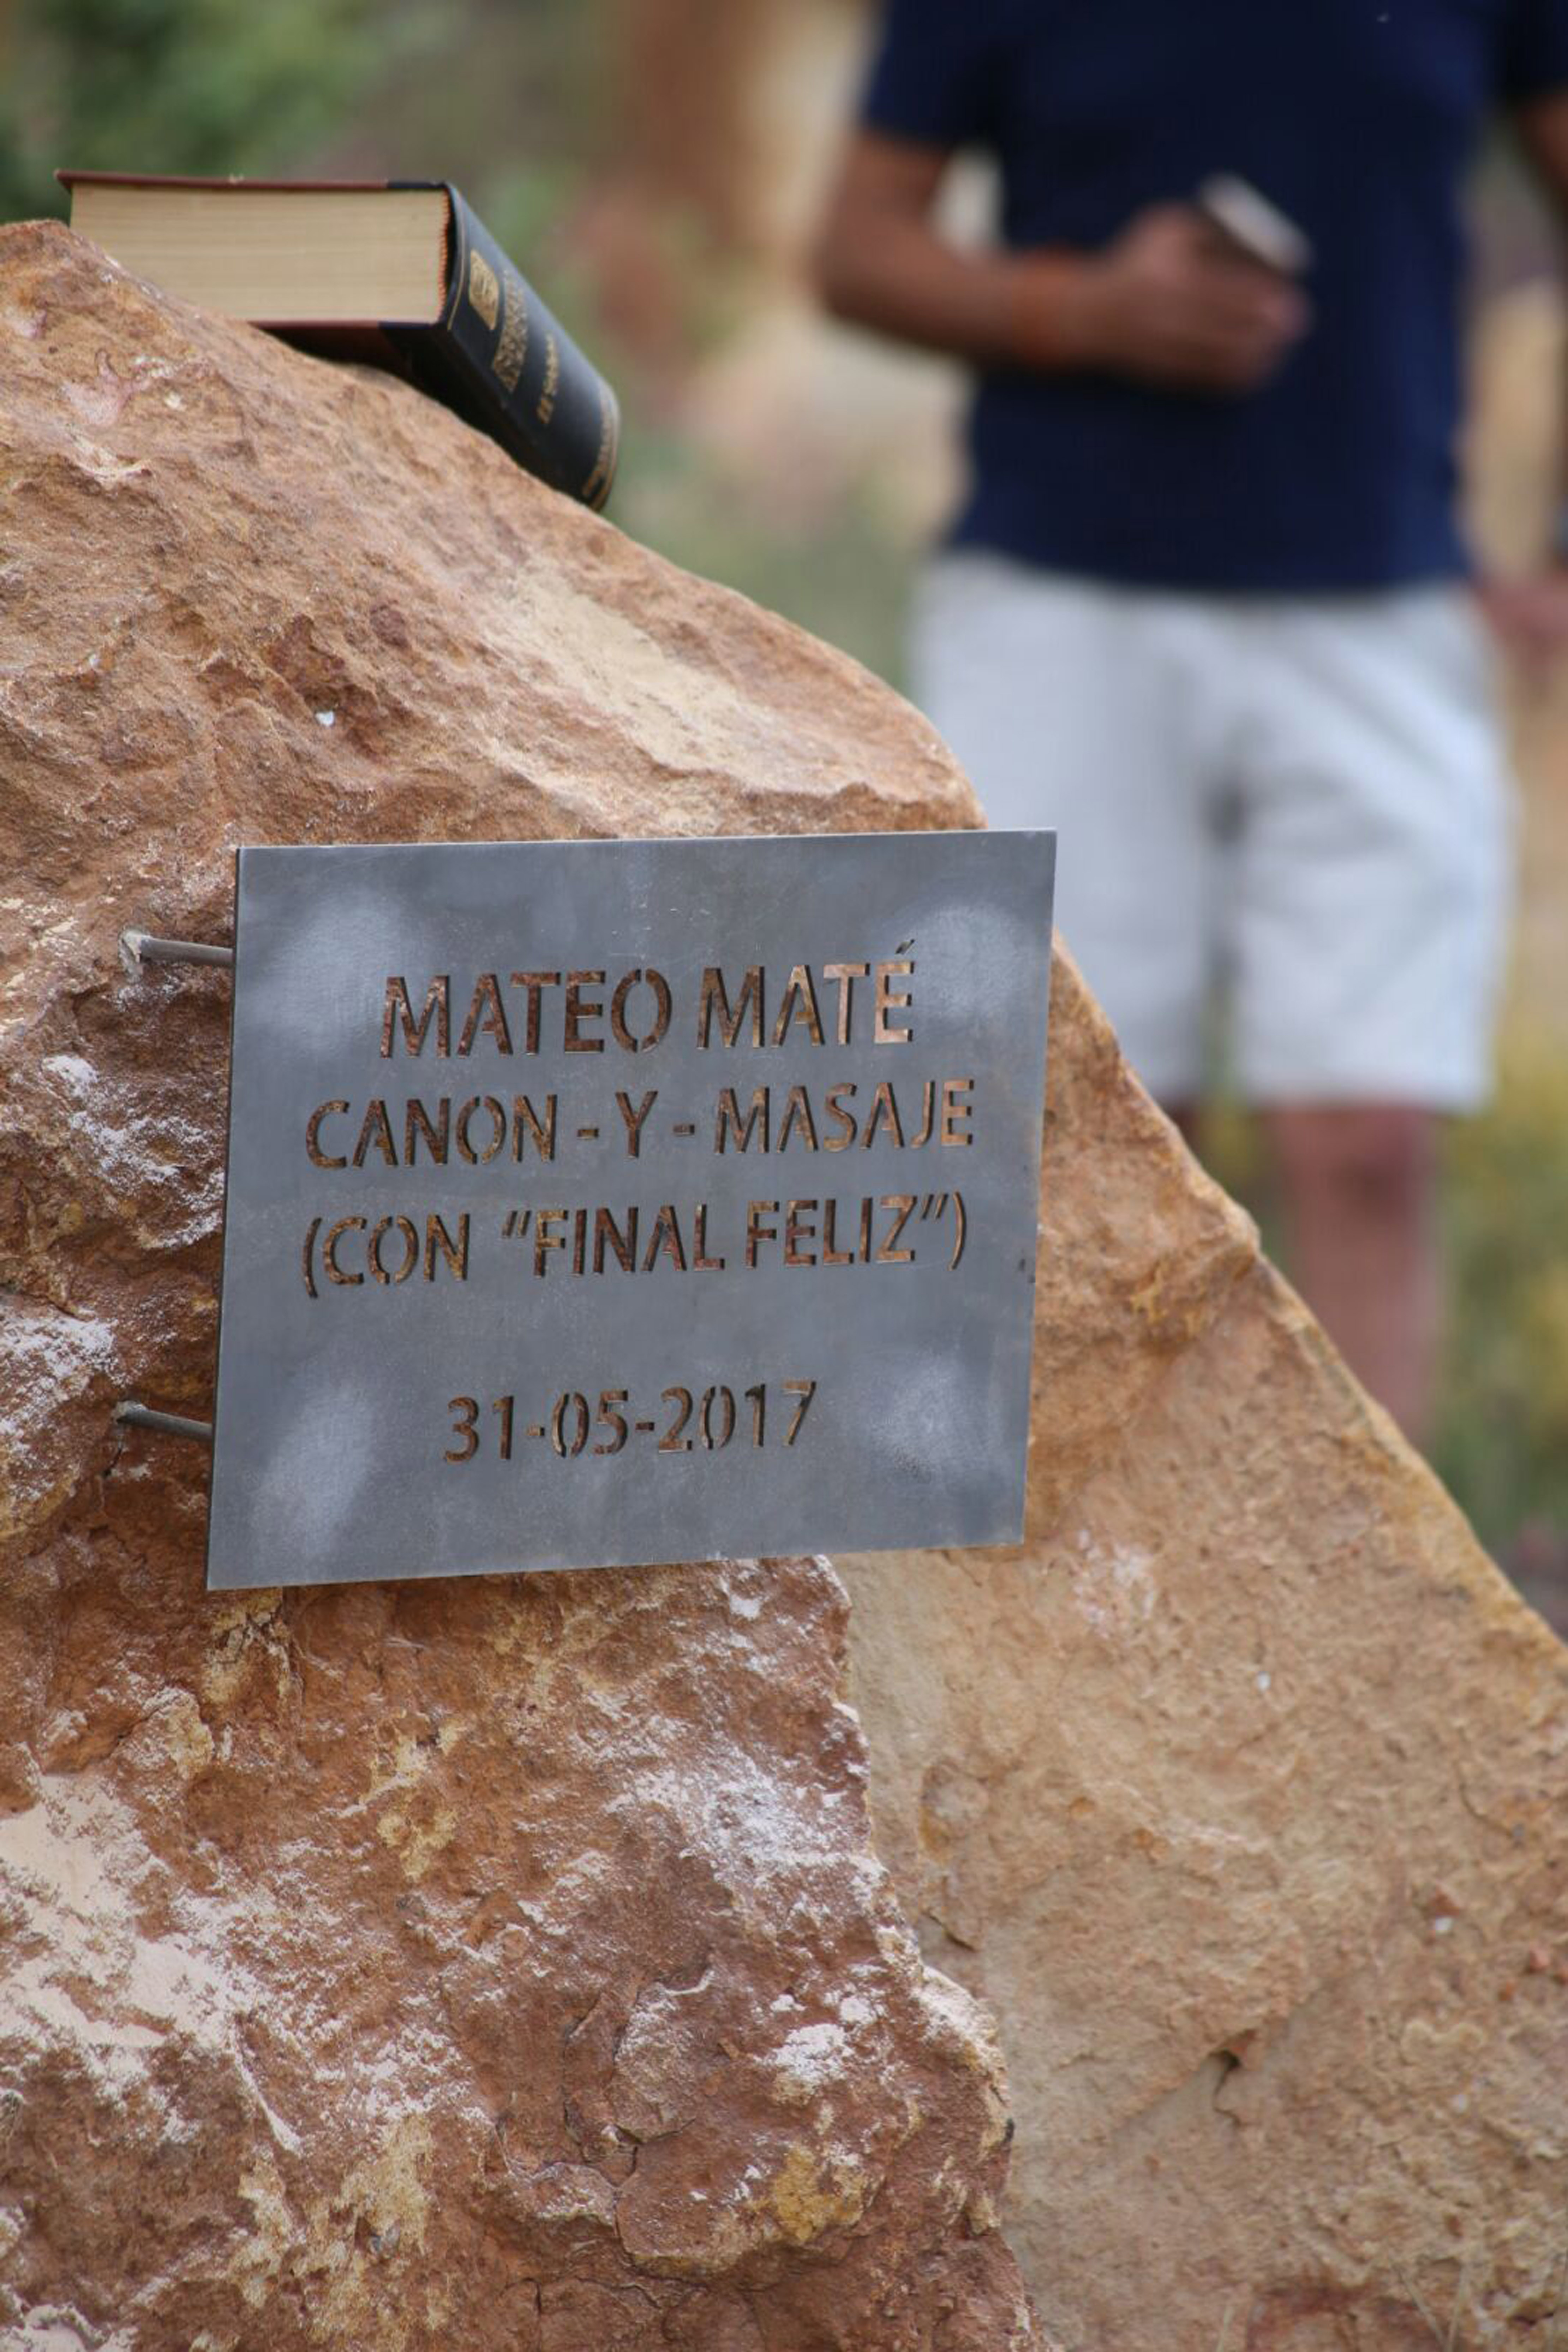 MATEO MATÉ
CANON - Y - MASAJE
(CON "FINAL FELIZ")
31-05-2017